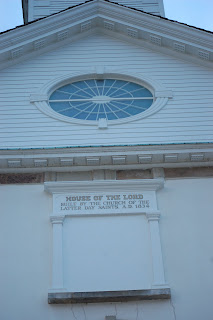 HOUSE OF THE LORD
BUILT BY THE CHURCH OF THE
LATTER DAY SAINTS, A.D. 1834